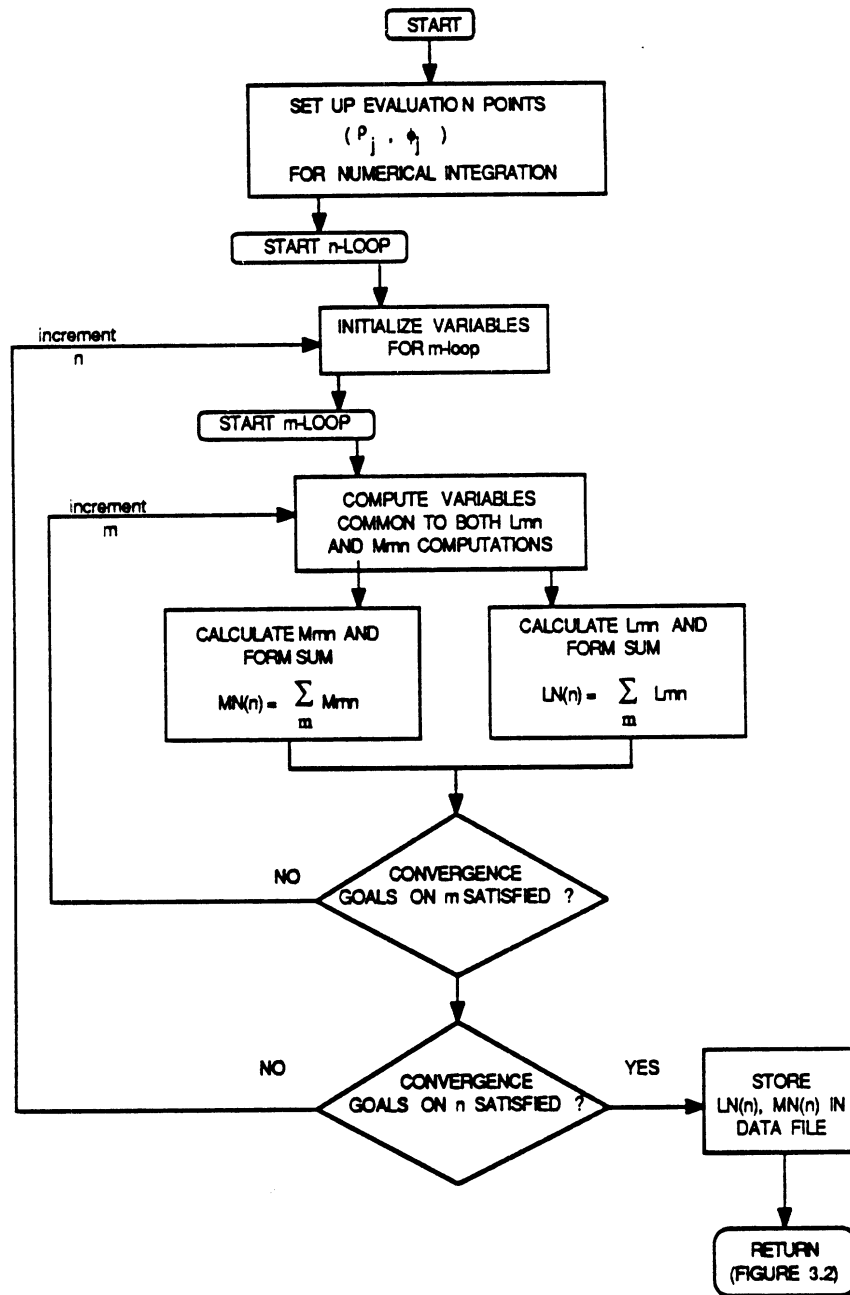 START
SET UP EVALUATION POINTS
( ρj , ϕj )
FOR NUMERICAL INTEGRATION
START n-LOOP
INITIALIZE VARIABLES
FOR m-loop
increment
n
START m-LOOP
COMPUTE VARIABLES
COMMON TO BOTH Lmn
AND Mmn COMPUTATIONS
increment
m
CALCULATE Mmn AND
FORM SUM
MN(n) = Σ Mmn
m
CALCULATE Lmn AND
FORM SUM
LN(n) = Σ Lmn
m
NO
CONVERGENCE
GOALS ON m SATISFIED ?
NO
CONVERGENCE
GOALS ON n SATISFIED ?
YES
STORE
LN(n), MN(n) IN
DATA FILE
RETURN
(FIGURE 3.2)